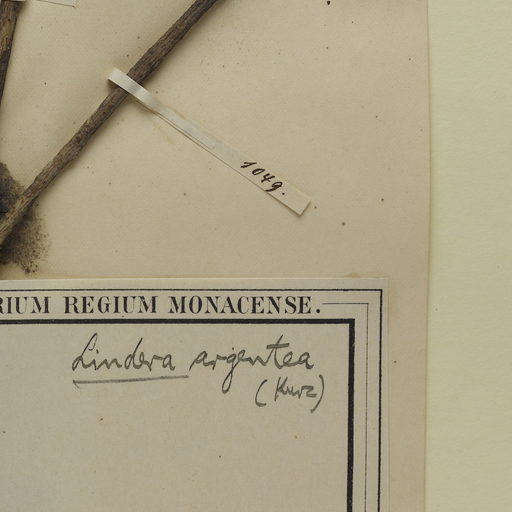 1049.
RIUM REGIUM MONACENSE.
Lindera argentea
(Kurz)